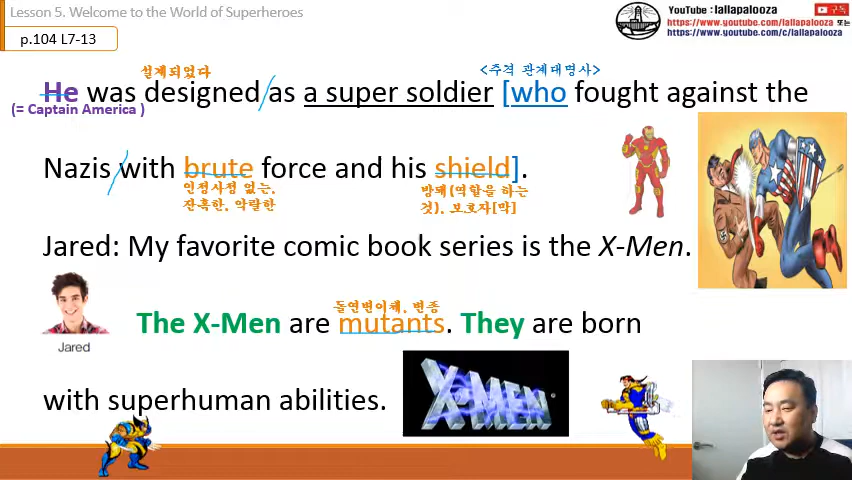 Lesson 5. Welcome to the World of Superheroes
YouTube : lallapalooza
구독
https://www.youtube.com/lallapalooza 또는
https://www.youtube.com/c/lallapalooza
p.104 L7-13
설계되었다
<주격 관계대명사>
He was designed as a super soldier [who fought against the
(= Captain America )
Nazis with brute force and his shield].
인정사정 없는,
잔혹한, 악랄한
방패(역할을 하는
것), 보호자[막]
Jared: My favorite comic book series is the X-Men.
돌연변이체, 변종
The X-Men are mutants. They are born
Jared
with superhuman abilities.
X-MEN